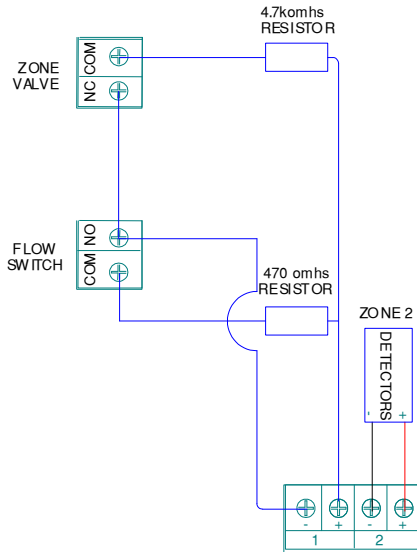 4.7komhs
RESISTOR
ZONE
VALVE
COM
NC
FLOW
SWITCH
NO
COM
470 omhs
RESISTOR
ZONE 2
DETECTORS
- +
- + - +
1 2